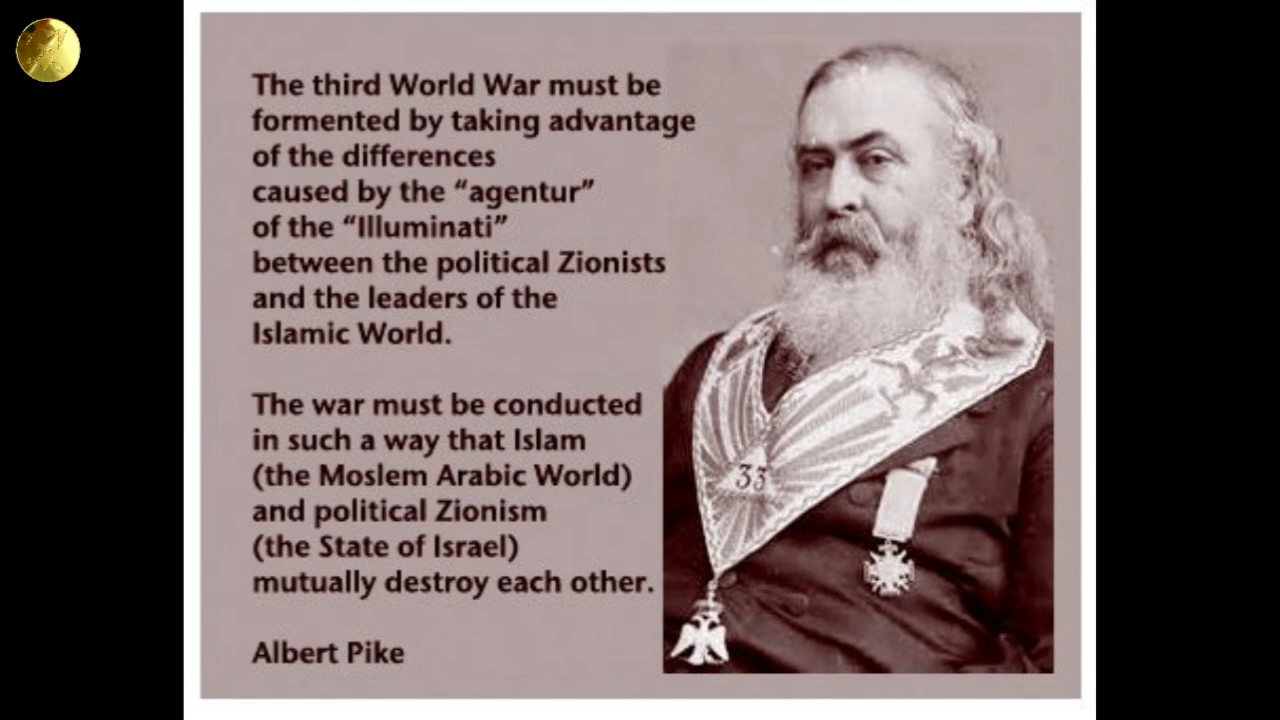 The third World War must be
formented by taking advantage
of the differences
caused by the “agentur”
of the “Illuminati”
between the political Zionists
and the leaders of the
Islamic World.
The war must be conducted
in such a way that Islam
(the Moslem Arabic World)
and political Zionism
(the State of Israel)
mutually destroy each other.
Albert Pike
33